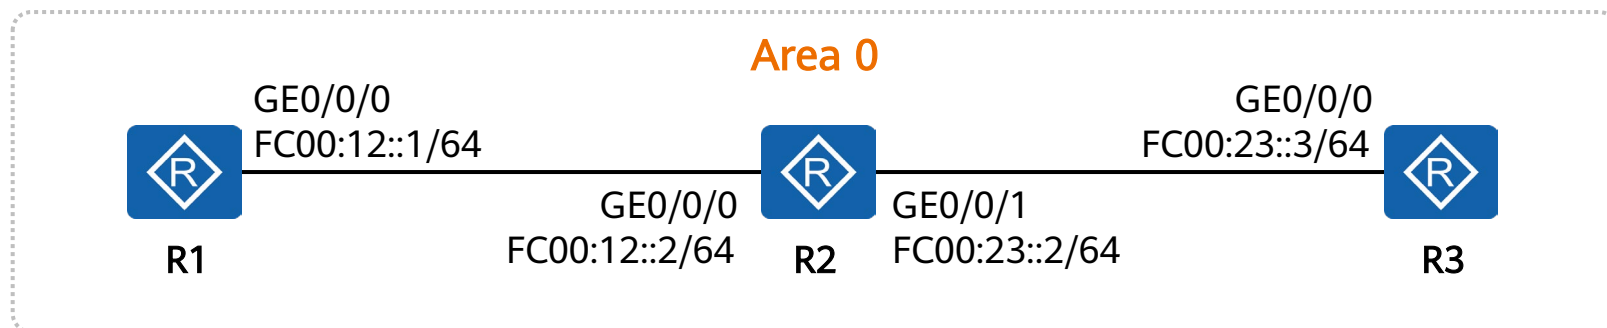 Area 0
GE0/0/0
FC00:12::1/64
GE0/0/0
FC00:23::3/64
R
R
R
GE0/0/0
FC00:12::2/64
GE0/0/1
FC00:23::2/64
R1
R2
R3